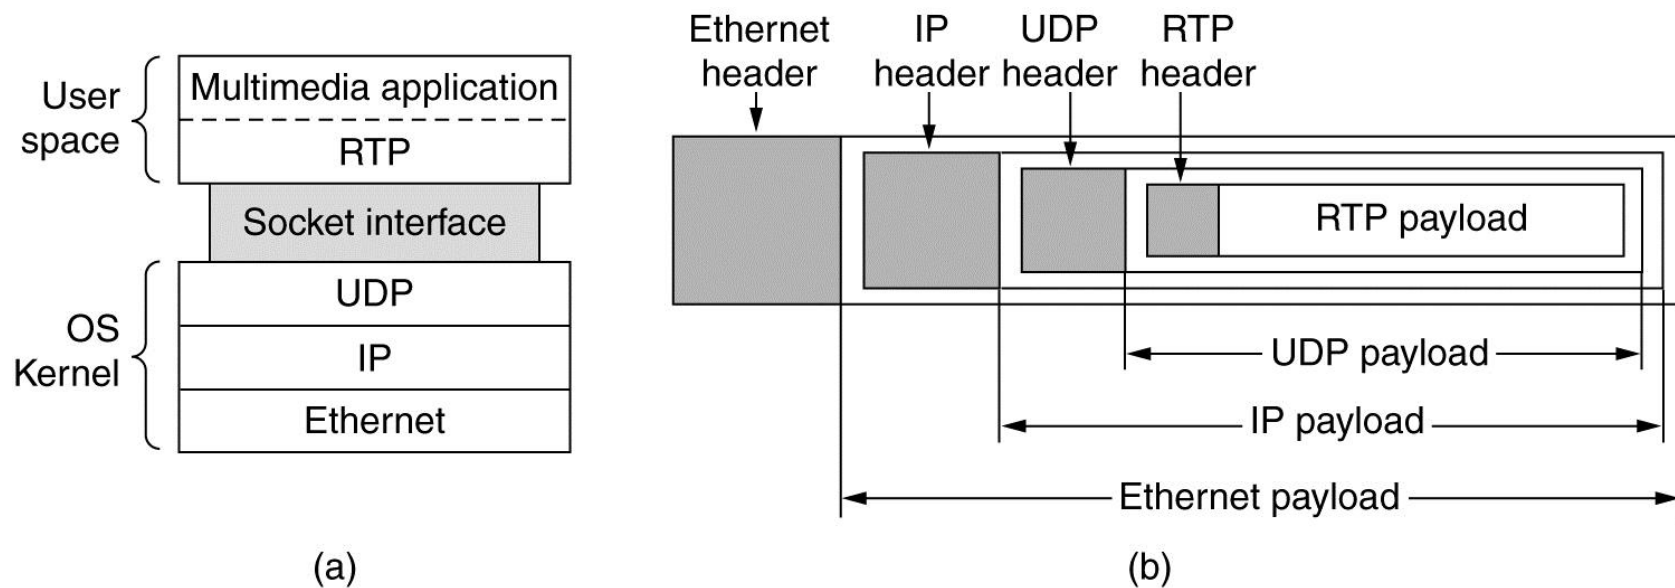 User
space
Multimedia application
RTP
Socket interface
OS
Kernel
UDP
IP
Ethernet
(a)
Ethernet
header
IP
header
UDP
header
RTP
header
RTP payload
UDP payload
IP payload
Ethernet payload
(b)